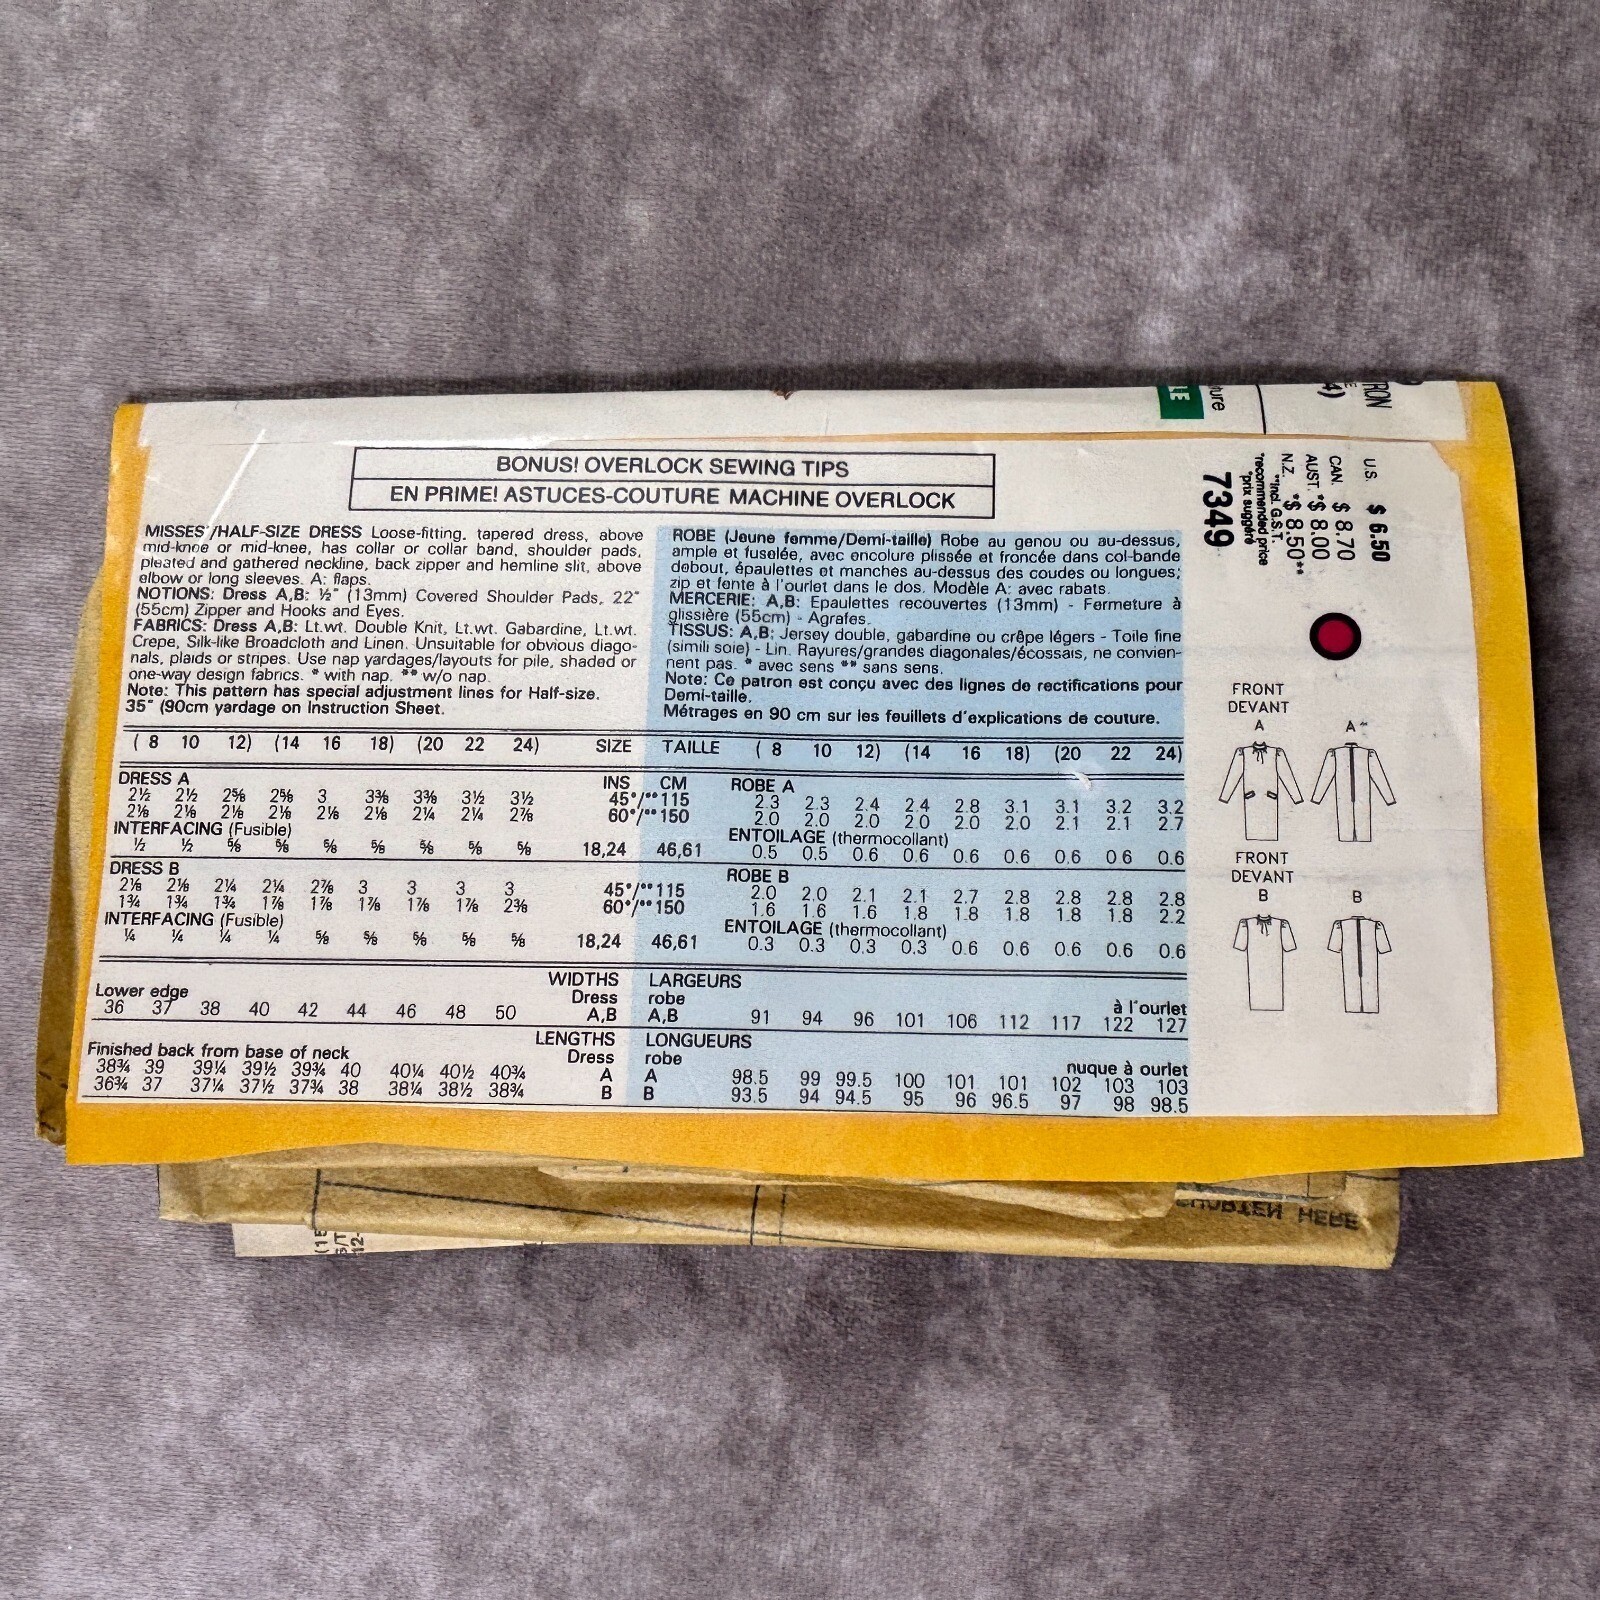 BONUS! OVERLOCK SEWING TIPS
EN PRIME! ASTUCES-COUTURE MACHINE OVERLOCK
MISSES'/HALF-SIZE DRESS Loose-fitting, tapered dress, above
mid-knee or mid-knee, has collar or collar band, shoulder pads,
pleated and gathered neckline, back zipper and hemline slit, above
elbow or long sleeves. A: flaps.
NOTIONS: Dress A,B: ½" (13mm) Covered Shoulder Pads, 22"
(55cm) Zipper and Hooks and Eyes.
FABRICS: Dress A,B: Lt.wt. Double Knit, Lt.wt. Gabardine, Lt.wt.
Crepe, Silk-like Broadcloth and Linen. Unsuitable for obvious diago-
nals, plaids or stripes. Use nap yardages/layouts for pile, shaded or
one-way design fabrics. * with nap. ** w/o nap.
Note: This pattern has special adjustment lines for Half-size.
35" (90cm yardage on Instruction Sheet.
ROBE (Jeune femme/Demi-taille) Robe au genou ou au-dessus,
ample et fuselée, avec encolure plissée et froncée dans col-bande
debout, épaulettes et manches au-dessus des coudes ou longues;
zip et fente à l'ourlet dans le dos. Modèle A: avec rabats.
MERCERIE: A,B: Epaulettes recouvertes (13mm) - Fermeture à
glissière (55cm) - Agrafes.
TISSUS: A,B: Jersey double, gabardine ou crêpe légers - Toile fine
(simili soie) - Lin. Rayures/grandes diagonales/écossais, ne convien-
nent pas. * avec sens ** sans sens.
Note: Ce patron est conçu avec des lignes de rectifications pour
Demi-taille.
Métrages en 90 cm sur les feuillets d'explications de couture.
( 8 10 12) (14 16 18) (20 22 24) SIZE TAILLE ( 8 10 12) (14 16 18) (20 22 24)
DRESS A INS CM ROBE A
2½ 2½ 2⅝ 2⅝ 3 3⅜ 3⅜ 3½ 3½ 45*/**115 2.3 2.3 2.4 2.4 2.8 3.1 3.1 3.2 3.2
2⅛ 2⅛ 2⅛ 2⅛ 2⅛ 2⅛ 2¼ 2¼ 2⅞ 60*/**150 2.0 2.0 2.0 2.0 2.0 2.0 2.1 2.1 2.7
INTERFACING (Fusible) ENTOILAGE (thermocollant)
½ ½ ⅝ ⅝ ⅝ ⅝ ⅝ ⅝ ⅝ 18,24 46,61 0.5 0.5 0.6 0.6 0.6 0.6 0.6 0 6 0.6
DRESS B ROBE B
2⅛ 2⅛ 2¼ 2¼ 2⅞ 3 3 3 3 45*/**115 2.0 2.0 2.1 2.1 2.7 2.8 2.8 2.8 2.8
1¾ 1¾ 1¾ 1⅞ 1⅞ 1⅞ 1⅞ 1⅞ 2⅜ 60*/**150 1.6 1.6 1.6 1.8 1.8 1.8 1.8 1.8 2.2
INTERFACING (Fusible) ENTOILAGE (thermocollant)
¼ ¼ ¼ ¼ ⅝ ⅝ ⅝ ⅝ ⅝ 18,24 46,61 0.3 0.3 0.3 0.3 0.6 0.6 0.6 0.6 0.6
WIDTHS LARGEURS
Lower edge Dress robe à l'ourlet
36 37 38 40 42 44 46 48 50 A,B A,B 91 94 96 101 106 112 117 122 127
LENGTHS LONGUEURS
Finished back from base of neck Dress robe nuque à ourlet
38¾ 39 39¼ 39½ 39¾ 40 40¼ 40½ 40¾ A A 98.5 99 99.5 100 101 101 102 103 103
36¾ 37 37¼ 37½ 37¾ 38 38¼ 38½ 38¾ B B 93.5 94 94.5 95 96 96.5 97 98 98.5
U.S. $ 6.50
CAN. $ 8.70
AUST. *$ 8.00
N.Z. *$ 8.50**
**Incl. G.S.T.
*recommended price
*prix suggéré
7349
FRONT
DEVANT
A A
FRONT
DEVANT
B B
SHORTEN HERE